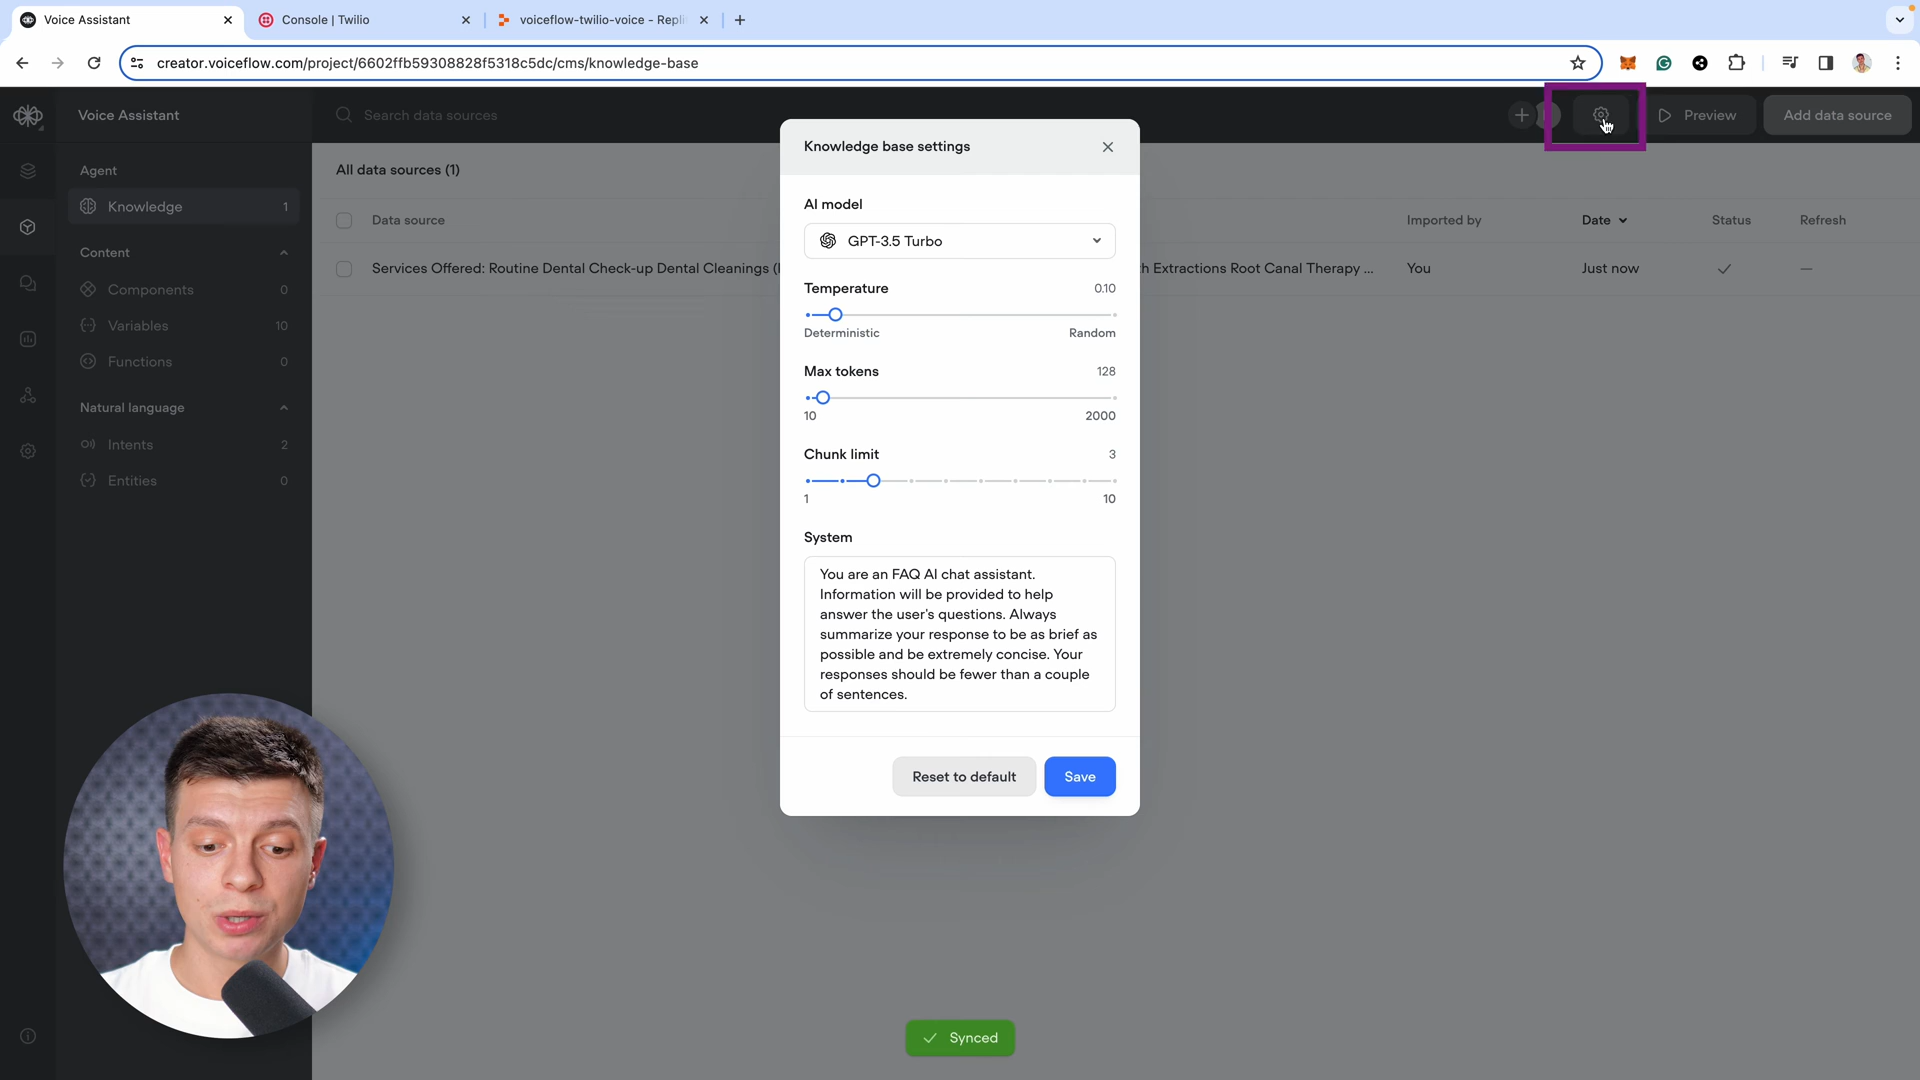 Voice Assistant
Console | Twilio
voiceflow-twilio-voice - Repli
creator.voiceflow.com/project/6602ffb59308828f5318c5dc/cms/knowledge-base
Voice Assistant
Search data sources
Preview
Add data source
Agent
Knowledge 1
Content
Components 0
Variables 10
Functions 0
Natural language
Intents 2
Entities 0
All data sources (1)
Data source
Imported by
Date
Status
Refresh
Services Offered: Routine Dental Check-up Dental Cleanings (
h Extractions Root Canal Therapy ...
You
Just now
Knowledge base settings
AI model
GPT-3.5 Turbo
Temperature 0.10
Deterministic Random
Max tokens 128
10 2000
Chunk limit 3
1 10
System
You are an FAQ AI chat assistant.
Information will be provided to help
answer the user's questions. Always
summarize your response to be as brief as
possible and be extremely concise. Your
responses should be fewer than a couple
of sentences.
Reset to default
Save
Synced